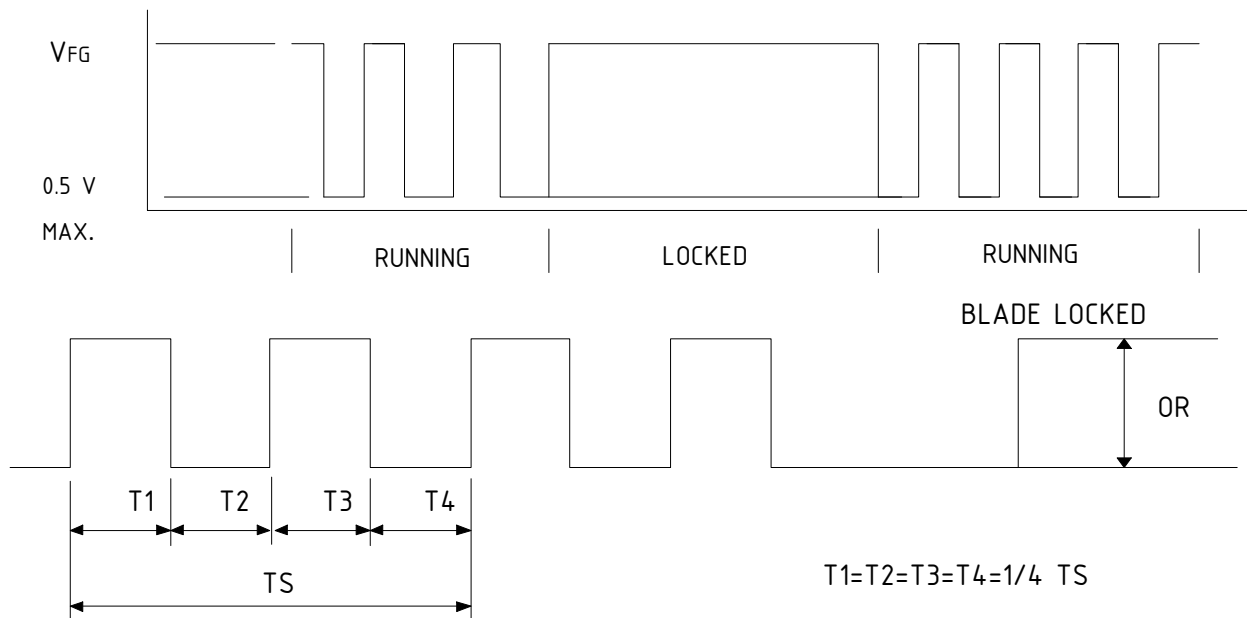 VFG
0.5 V
MAX.
RUNNING
LOCKED
RUNNING
BLADE LOCKED
OR
T1
T2
T3
T4
TS
T1=T2=T3=T4=1/4 TS